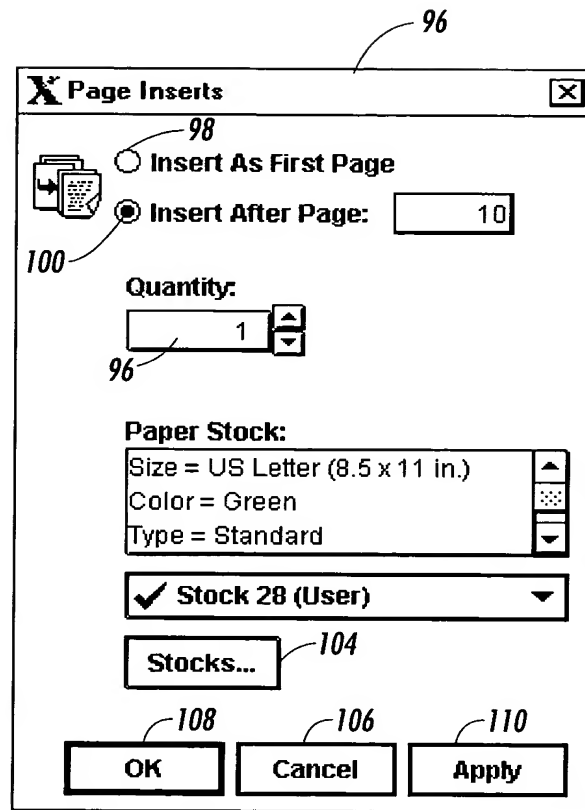 96
X Page Inserts
98
Insert As First Page
Insert After Page: 10
100
Quantity:
1
96
Paper Stock:
Size = US Letter (8.5 x 11 in.)
Color = Green
Type = Standard
Stock 28 (User)
Stocks...
104
108 106 110
OK Cancel Apply